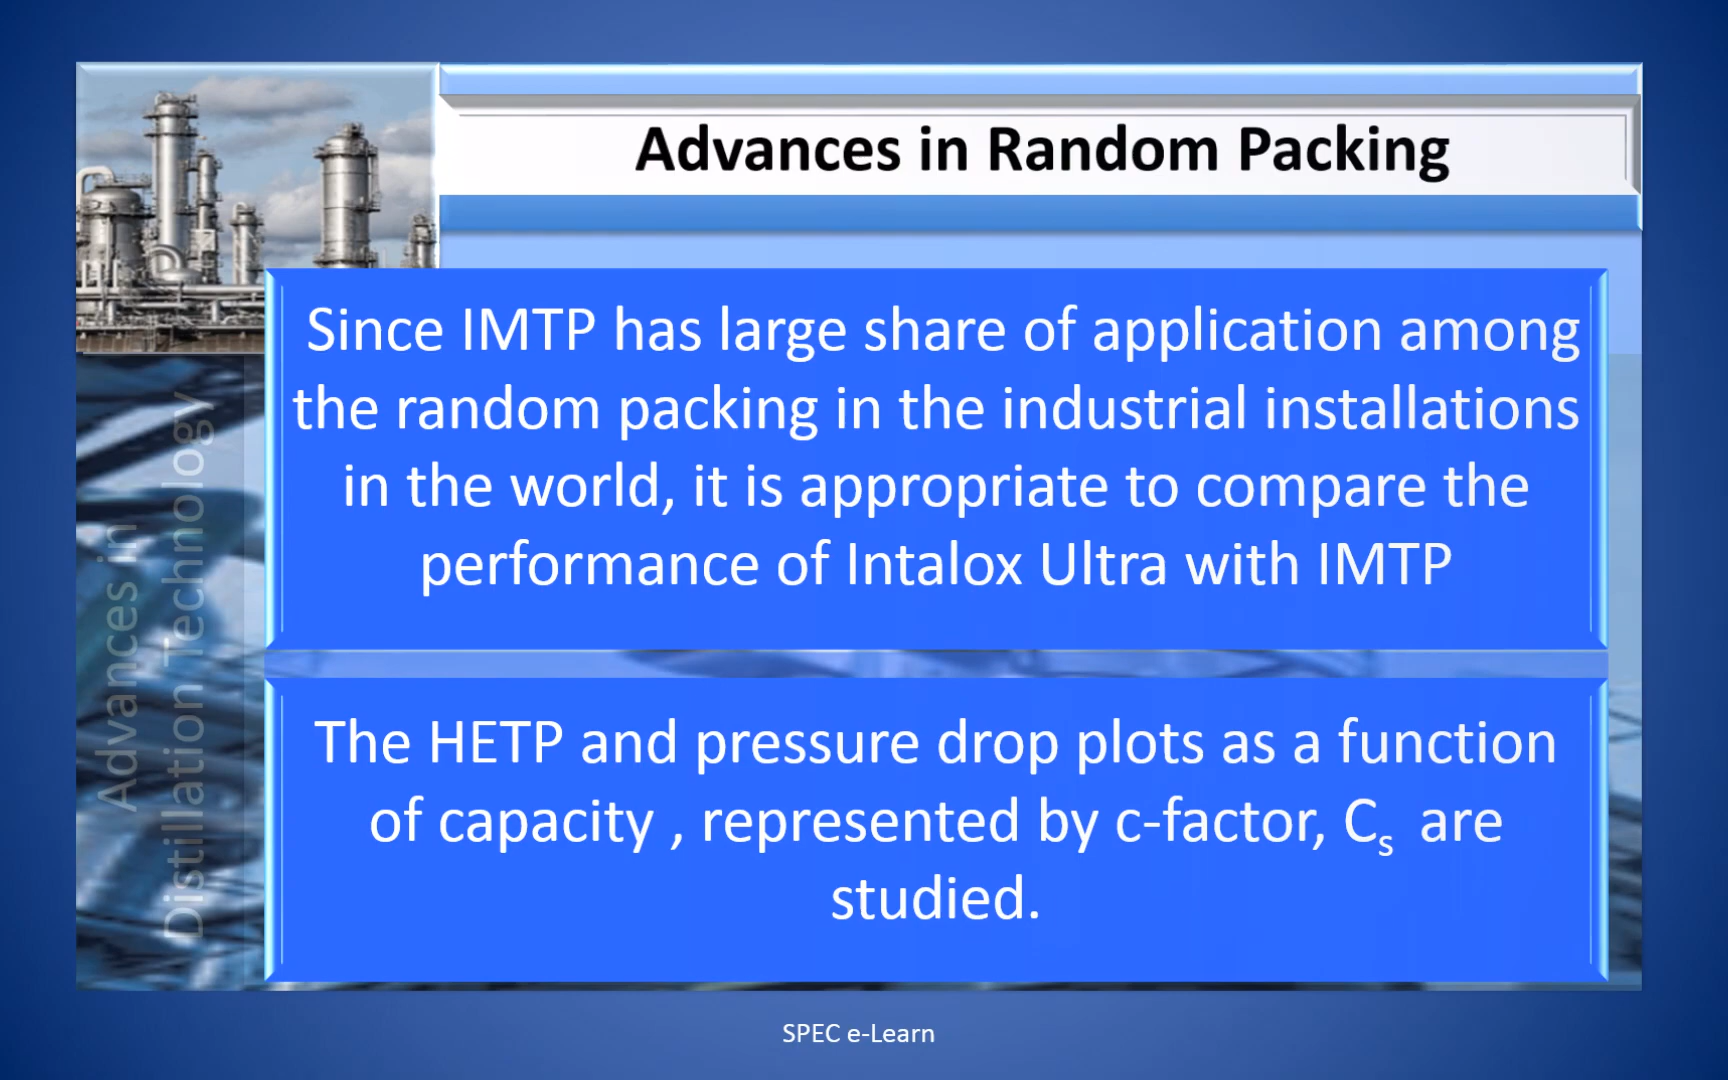 Advances in Random Packing
Since IMTP has large share of application among
the random packing in the industrial installations
in the world, it is appropriate to compare the
performance of Intalox Ultra with IMTP
The HETP and pressure drop plots as a function
of capacity , represented by c-factor, Cs are
studied.
Advances in
Distillation Technology
SPEC e-Learn